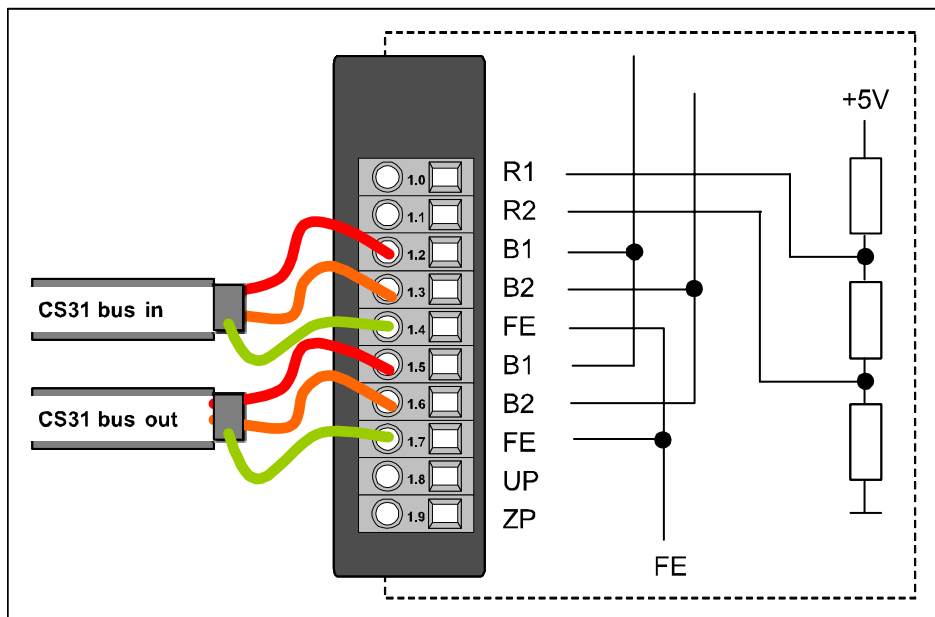 +5V
1.0 R1
1.1 R2
1.2 B1
1.3 B2
CS31 bus in
1.4 FE
1.5 B1
1.6 B2
CS31 bus out
1.7 FE
1.8 UP
1.9 ZP
FE